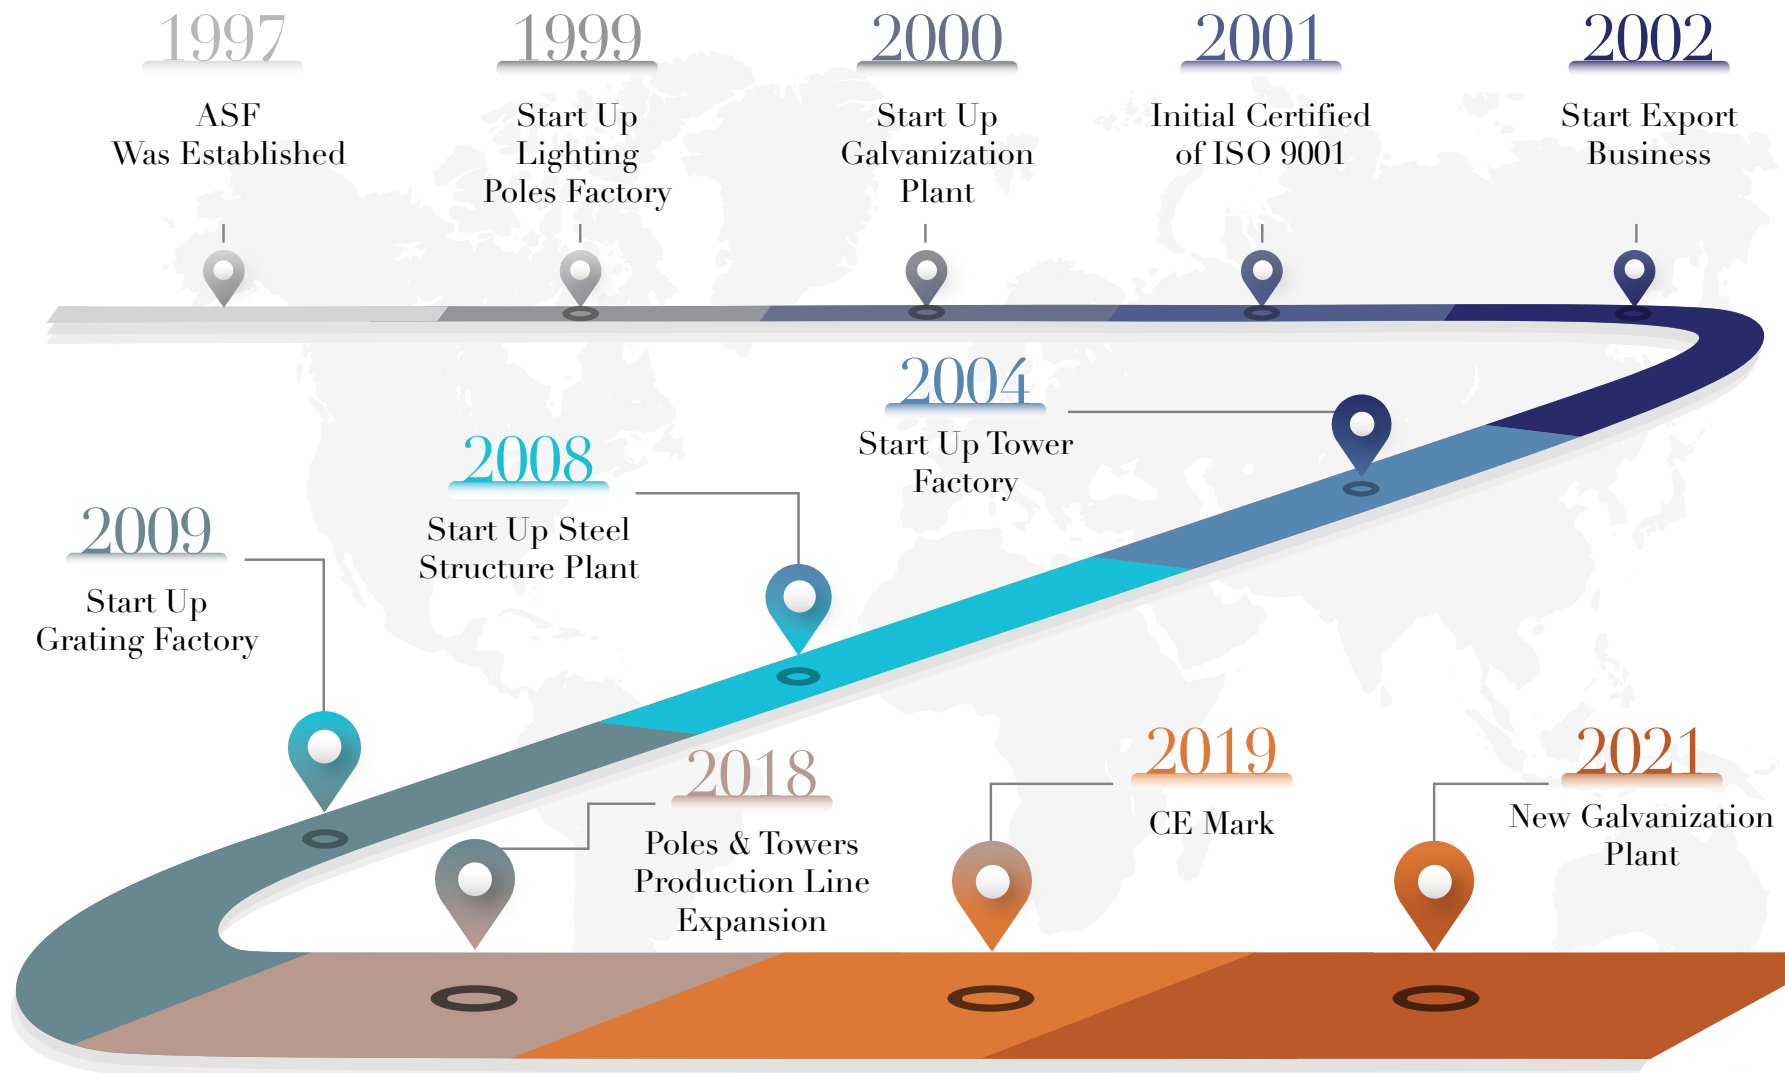 1997
ASF
Was Established
1999
Start Up
Lighting
Poles Factory
2000
Start Up
Galvanization
Plant
2001
Initial Certified
of ISO 9001
2002
Start Export
Business
2004
Start Up Tower
Factory
2008
Start Up Steel
Structure Plant
2009
Start Up
Grating Factory
2018
Poles & Towers
Production Line
Expansion
2019
CE Mark
2021
New Galvanization
Plant